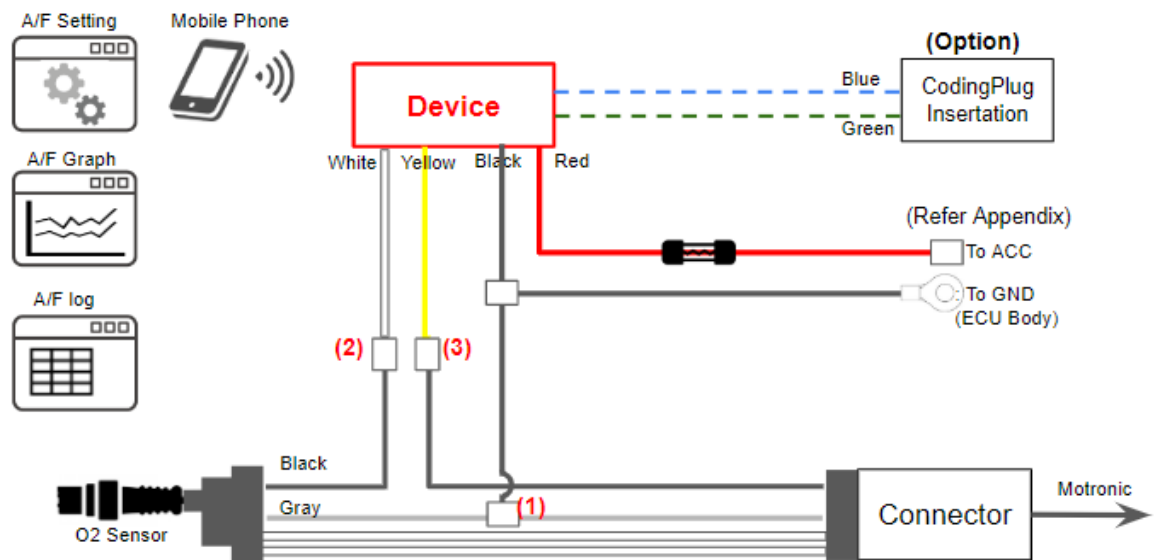 A/F Setting
Mobile Phone
(Option)
Device
Blue
Green
CodingPlug
Insertation
White
Yellow
Black
Red
A/F Graph
(Refer Appendix)
To ACC
To GND
(ECU Body)
A/F log
(2)
(3)
Black
Gray
(1)
O2 Sensor
Connector
Motronic